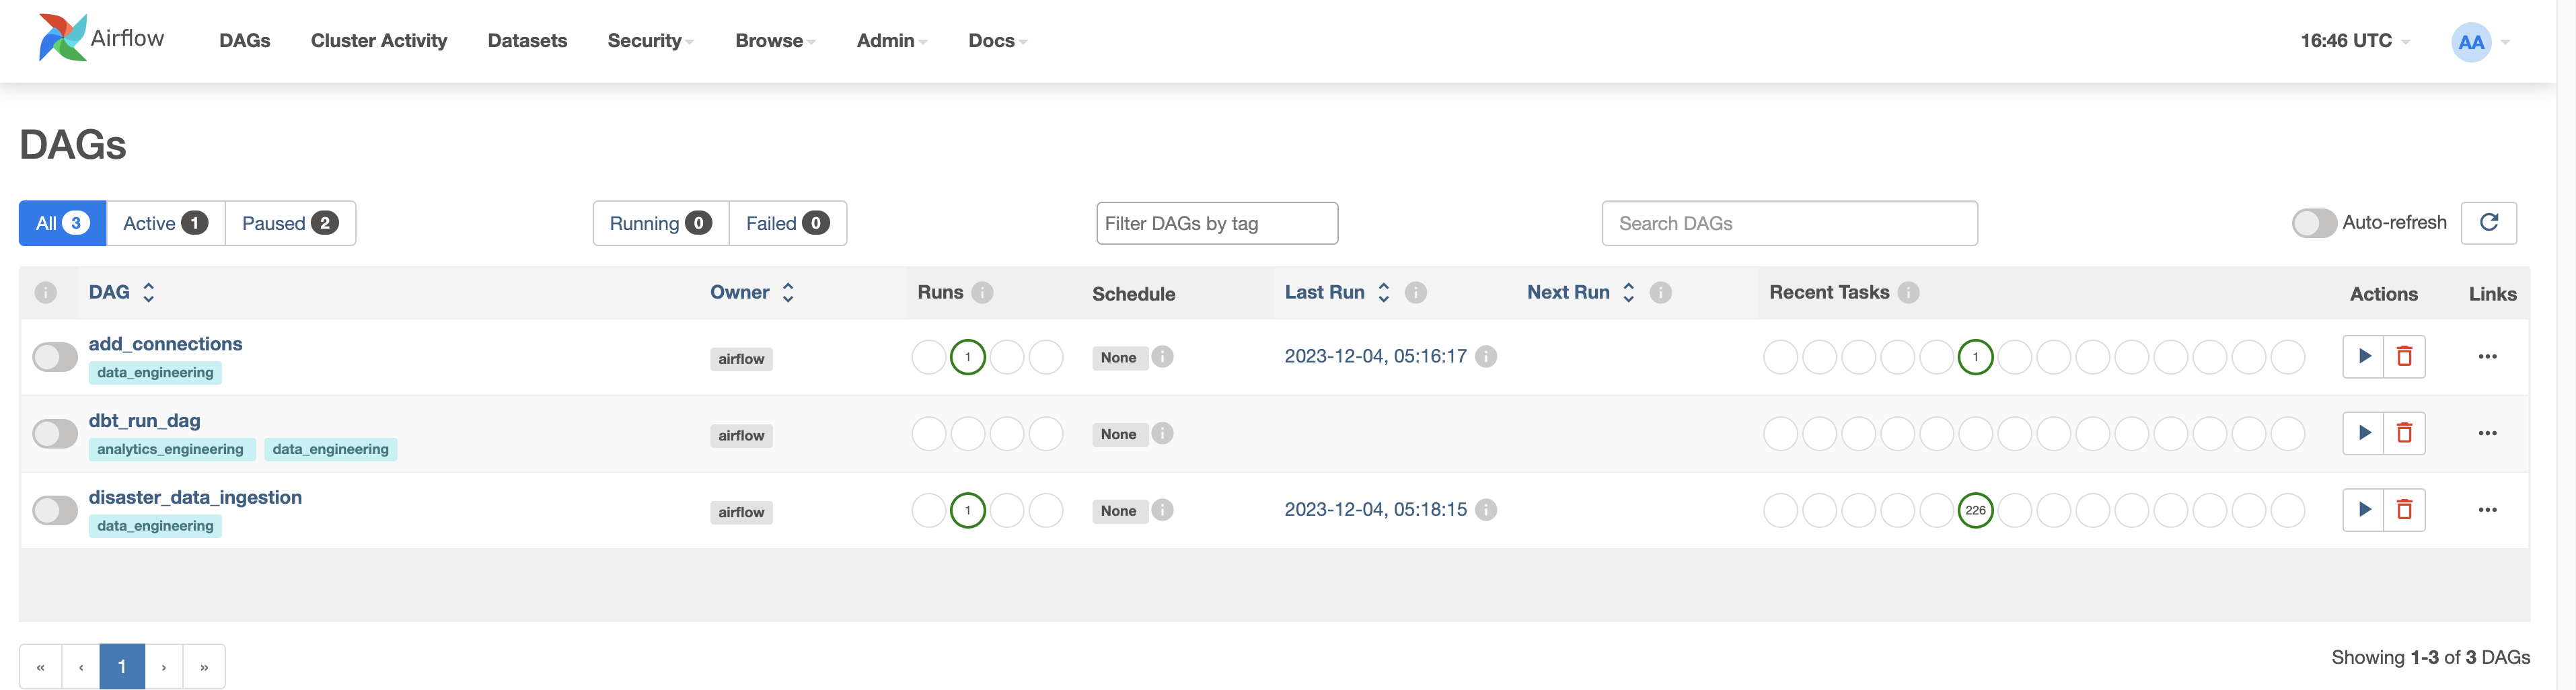 Airflow DAGs Cluster Activity Datasets Security Browse Admin Docs 16:46 UTC AA
DAGs
All 3 Active 1 Paused 2 Running 0 Failed 0 Filter DAGs by tag Search DAGs Auto-refresh
i DAG Owner Runs i Schedule Last Run i Next Run i Recent Tasks i Actions Links
add_connections
airflow 1 None i 2023-12-04, 05:16:17 i 1 ...
data_engineering
dbt_run_dag
airflow None i ...
analytics_engineering data_engineering
disaster_data_ingestion
airflow 1 None i 2023-12-04, 05:18:15 i 226 ...
data_engineering
« ‹ 1 › » Showing 1-3 of 3 DAGs